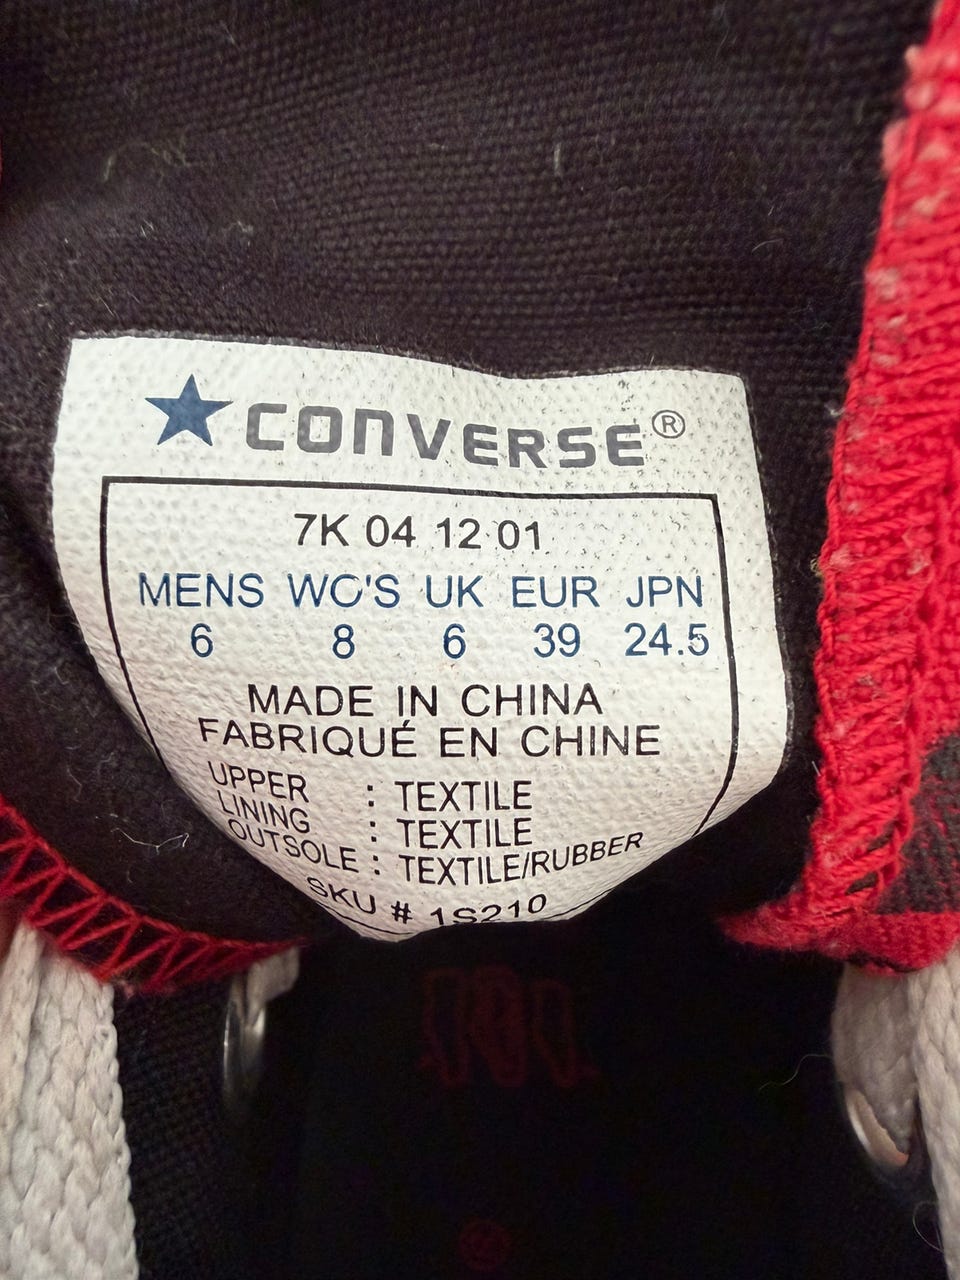 CONVERSE®
7K 04 12 01
MENS WO'S UK EUR JPN
6 8 6 39 24.5
MADE IN CHINA
FABRIQUÉ EN CHINE
UPPER : TEXTILE
LINING : TEXTILE
OUTSOLE : TEXTILE/RUBBER
SKU # 1S210